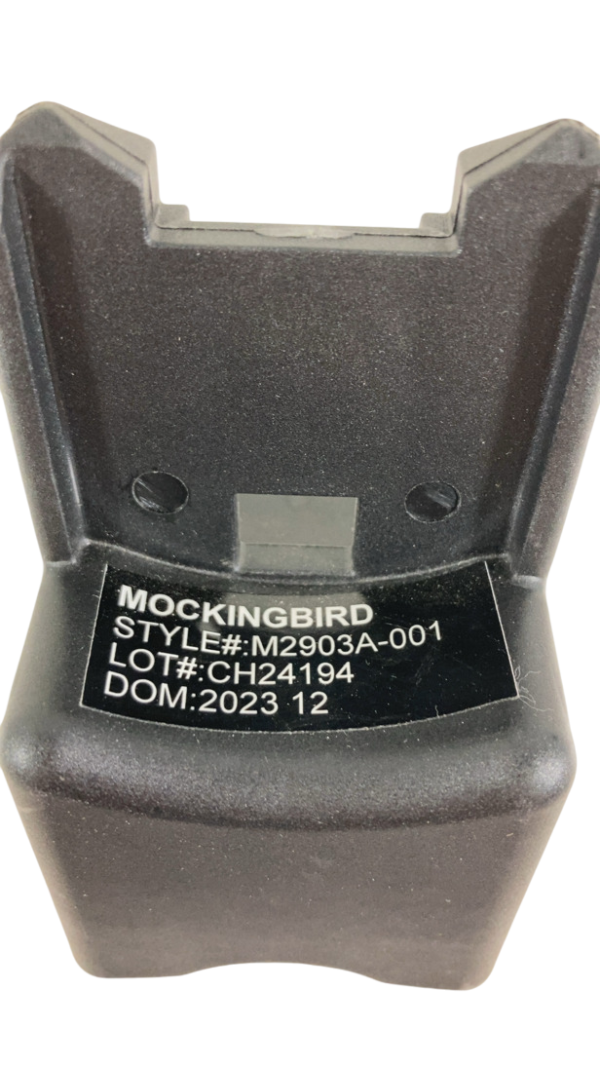 MOCKINGBIRD
STYLE#:M2903A-001
LOT#:CH24194
DOM:2023 12